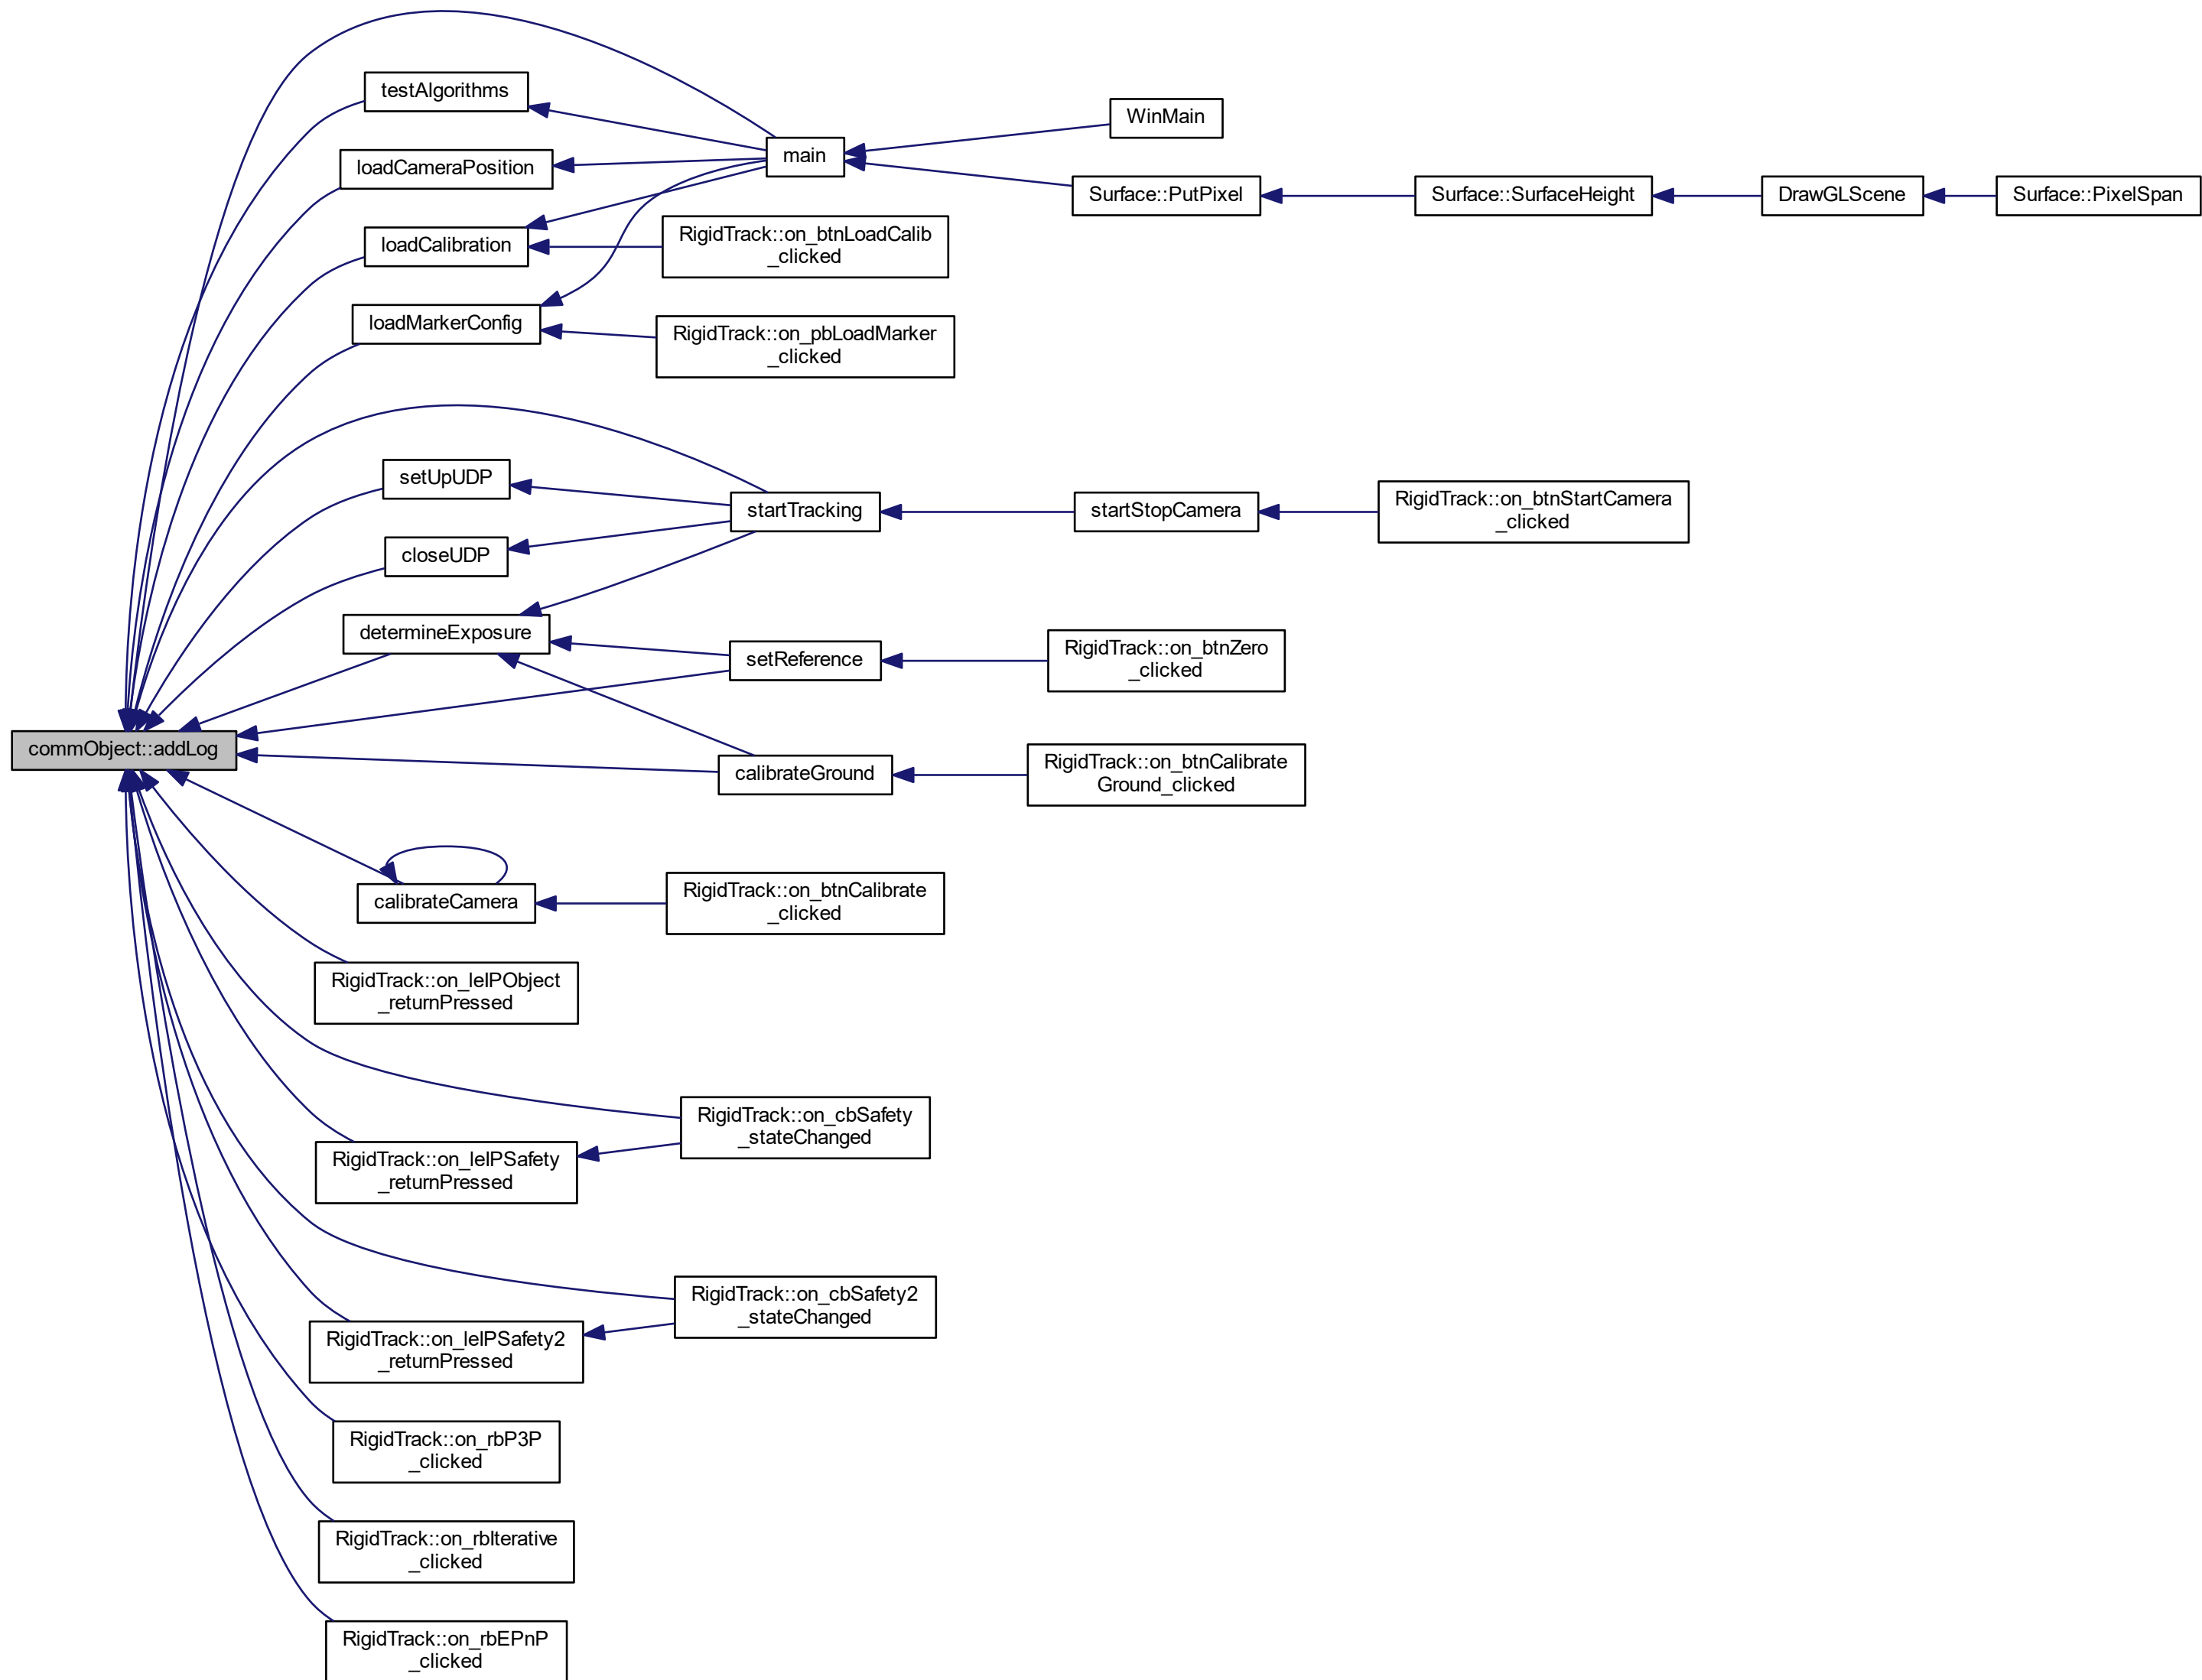 testAlgorithms
WinMain
main
loadCameraPosition
Surface::PutPixel
Surface::SurfaceHeight
DrawGLScene
Surface::PixelSpan
loadCalibration
RigidTrack::on_btnLoadCalib
_clicked
loadMarkerConfig
RigidTrack::on_pbLoadMarker
_clicked
setUpUDP
startTracking
startStopCamera
RigidTrack::on_btnStartCamera
_clicked
closeUDP
determineExposure
setReference
RigidTrack::on_btnZero
_clicked
commObject::addLog
calibrateGround
RigidTrack::on_btnCalibrate
Ground_clicked
calibrateCamera
RigidTrack::on_btnCalibrate
_clicked
RigidTrack::on_leIPObject
_returnPressed
RigidTrack::on_cbSafety
_stateChanged
RigidTrack::on_leIPSafety
_returnPressed
RigidTrack::on_cbSafety2
_stateChanged
RigidTrack::on_leIPSafety2
_returnPressed
RigidTrack::on_rbP3P
_clicked
RigidTrack::on_rbIterative
_clicked
RigidTrack::on_rbEPnP
_clicked